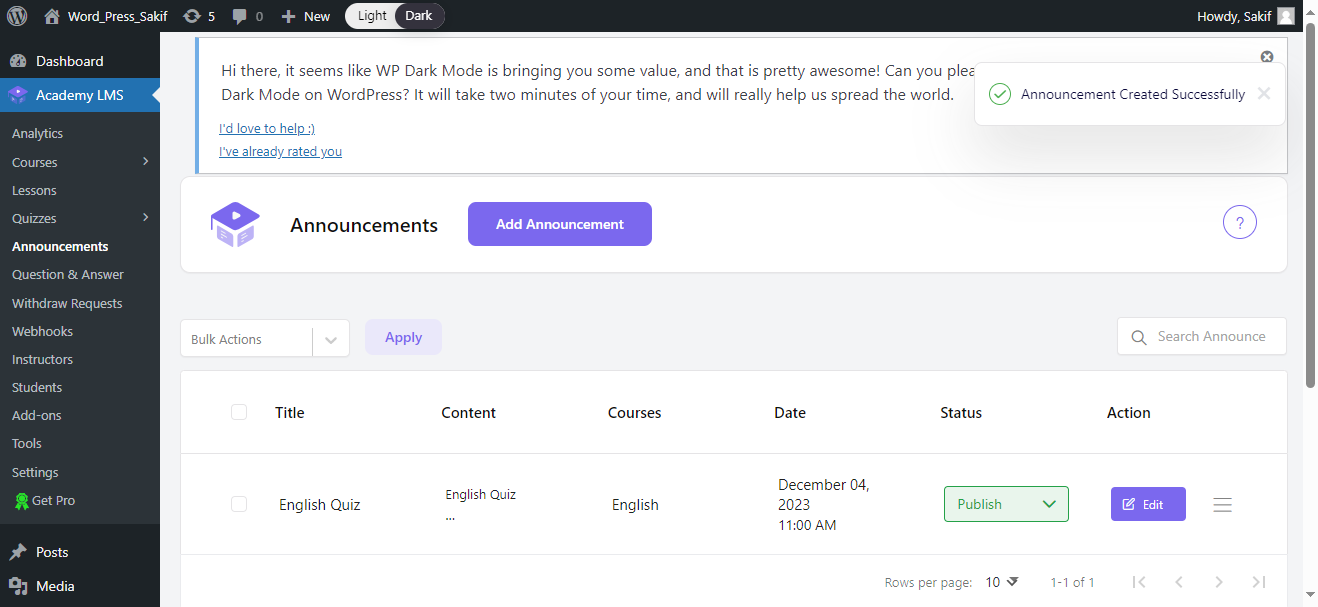 Word_Press_Sakif 5 0 New Light Dark Howdy, Sakif
Dashboard
Academy LMS
Analytics
Courses
Lessons
Quizzes
Announcements
Question & Answer
Withdraw Requests
Webhooks
Instructors
Students
Add-ons
Tools
Settings
Get Pro
Posts
Media
Hi there, it seems like WP Dark Mode is bringing you some value, and that is pretty awesome! Can you plea
Dark Mode on WordPress? It will take two minutes of your time, and will really help us spread the world.
I'd love to help :)
I've already rated you
Announcement Created Successfully
Announcements Add Announcement ?
Bulk Actions Apply Search Announce
Title Content Courses Date Status Action
English Quiz
English Quiz
...
English
December 04,
2023
11:00 AM
Publish
Edit
Rows per page: 10 1-1 of 1